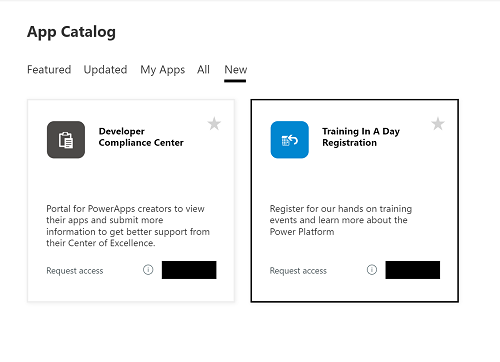 App Catalog
Featured Updated My Apps All New
Developer
Compliance Center
Portal for PowerApps creators to view
their apps and submit more
information to get better support from
their Center of Excellence.
Request access
Training In A Day
Registration
Register for our hands on training
events and learn more about the
Power Platform
Request access